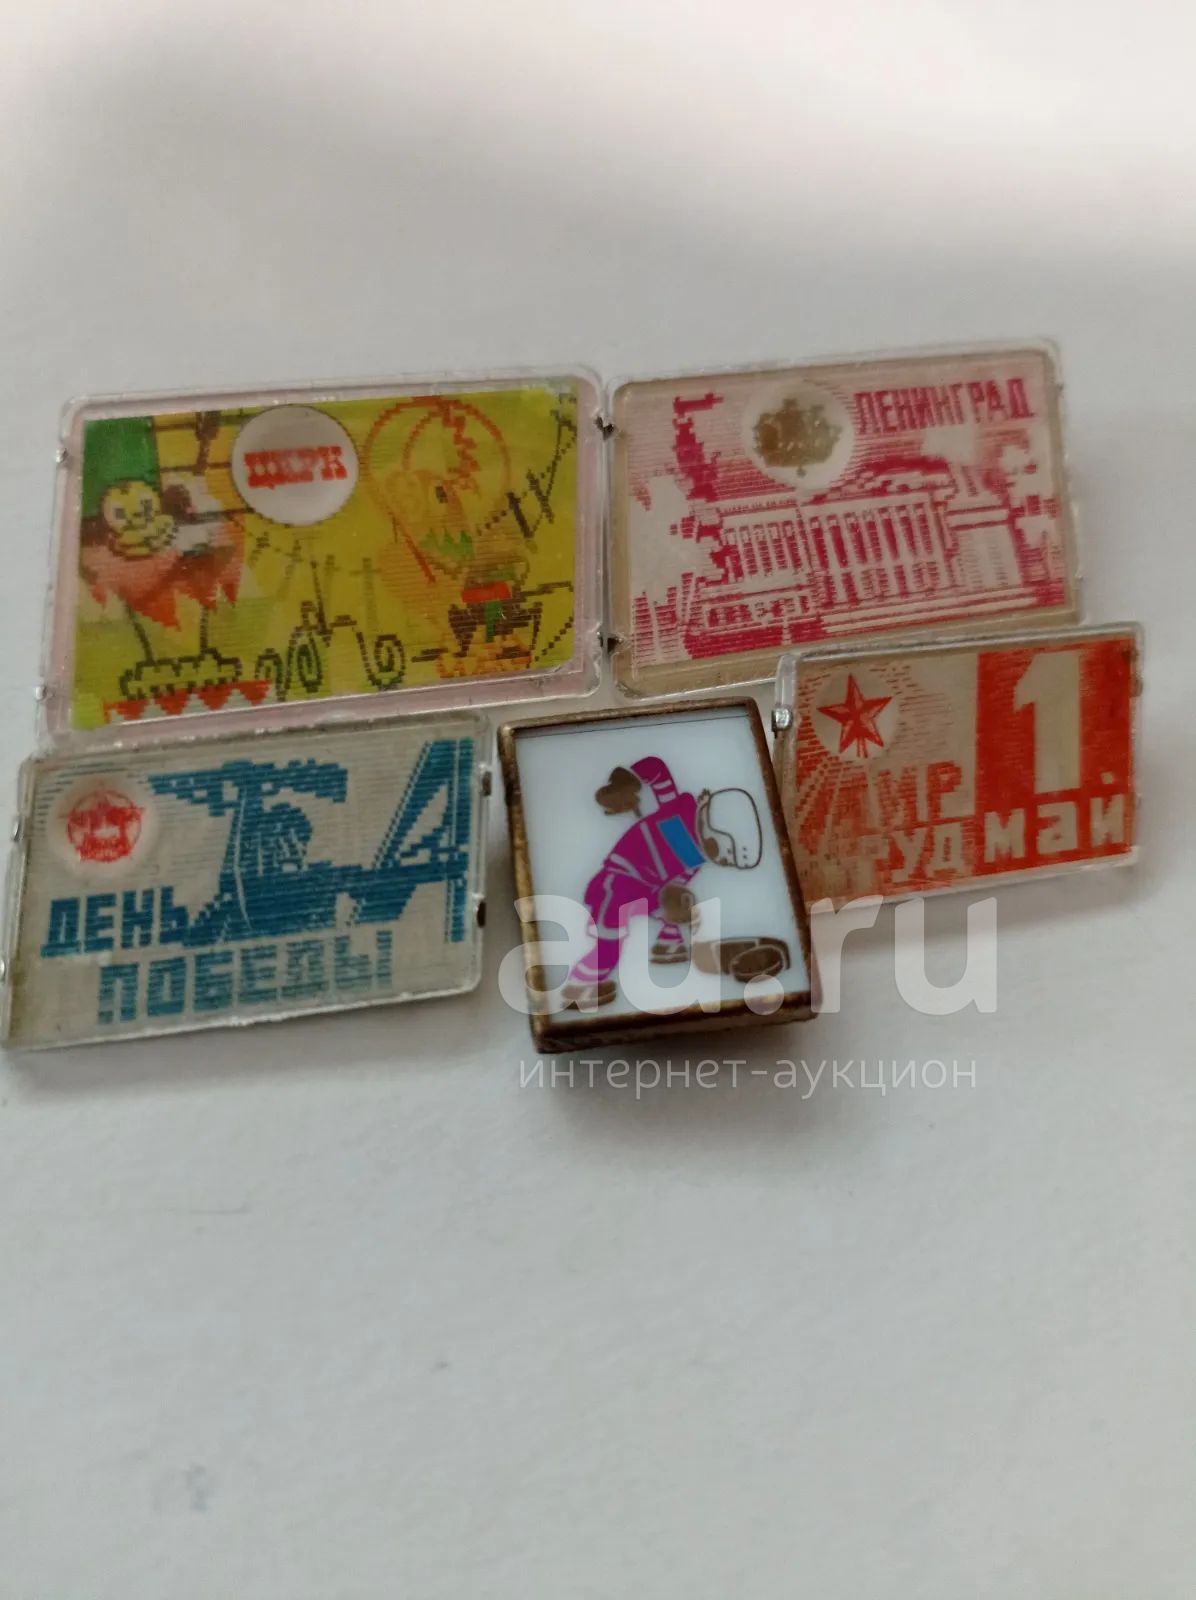 ЦИРК
ЛЕНИНГРАД
1
МИР
ТРУД МАЙ
ДЕНЬ
ПОБЕДЫ
au.ru
интернет-аукцион